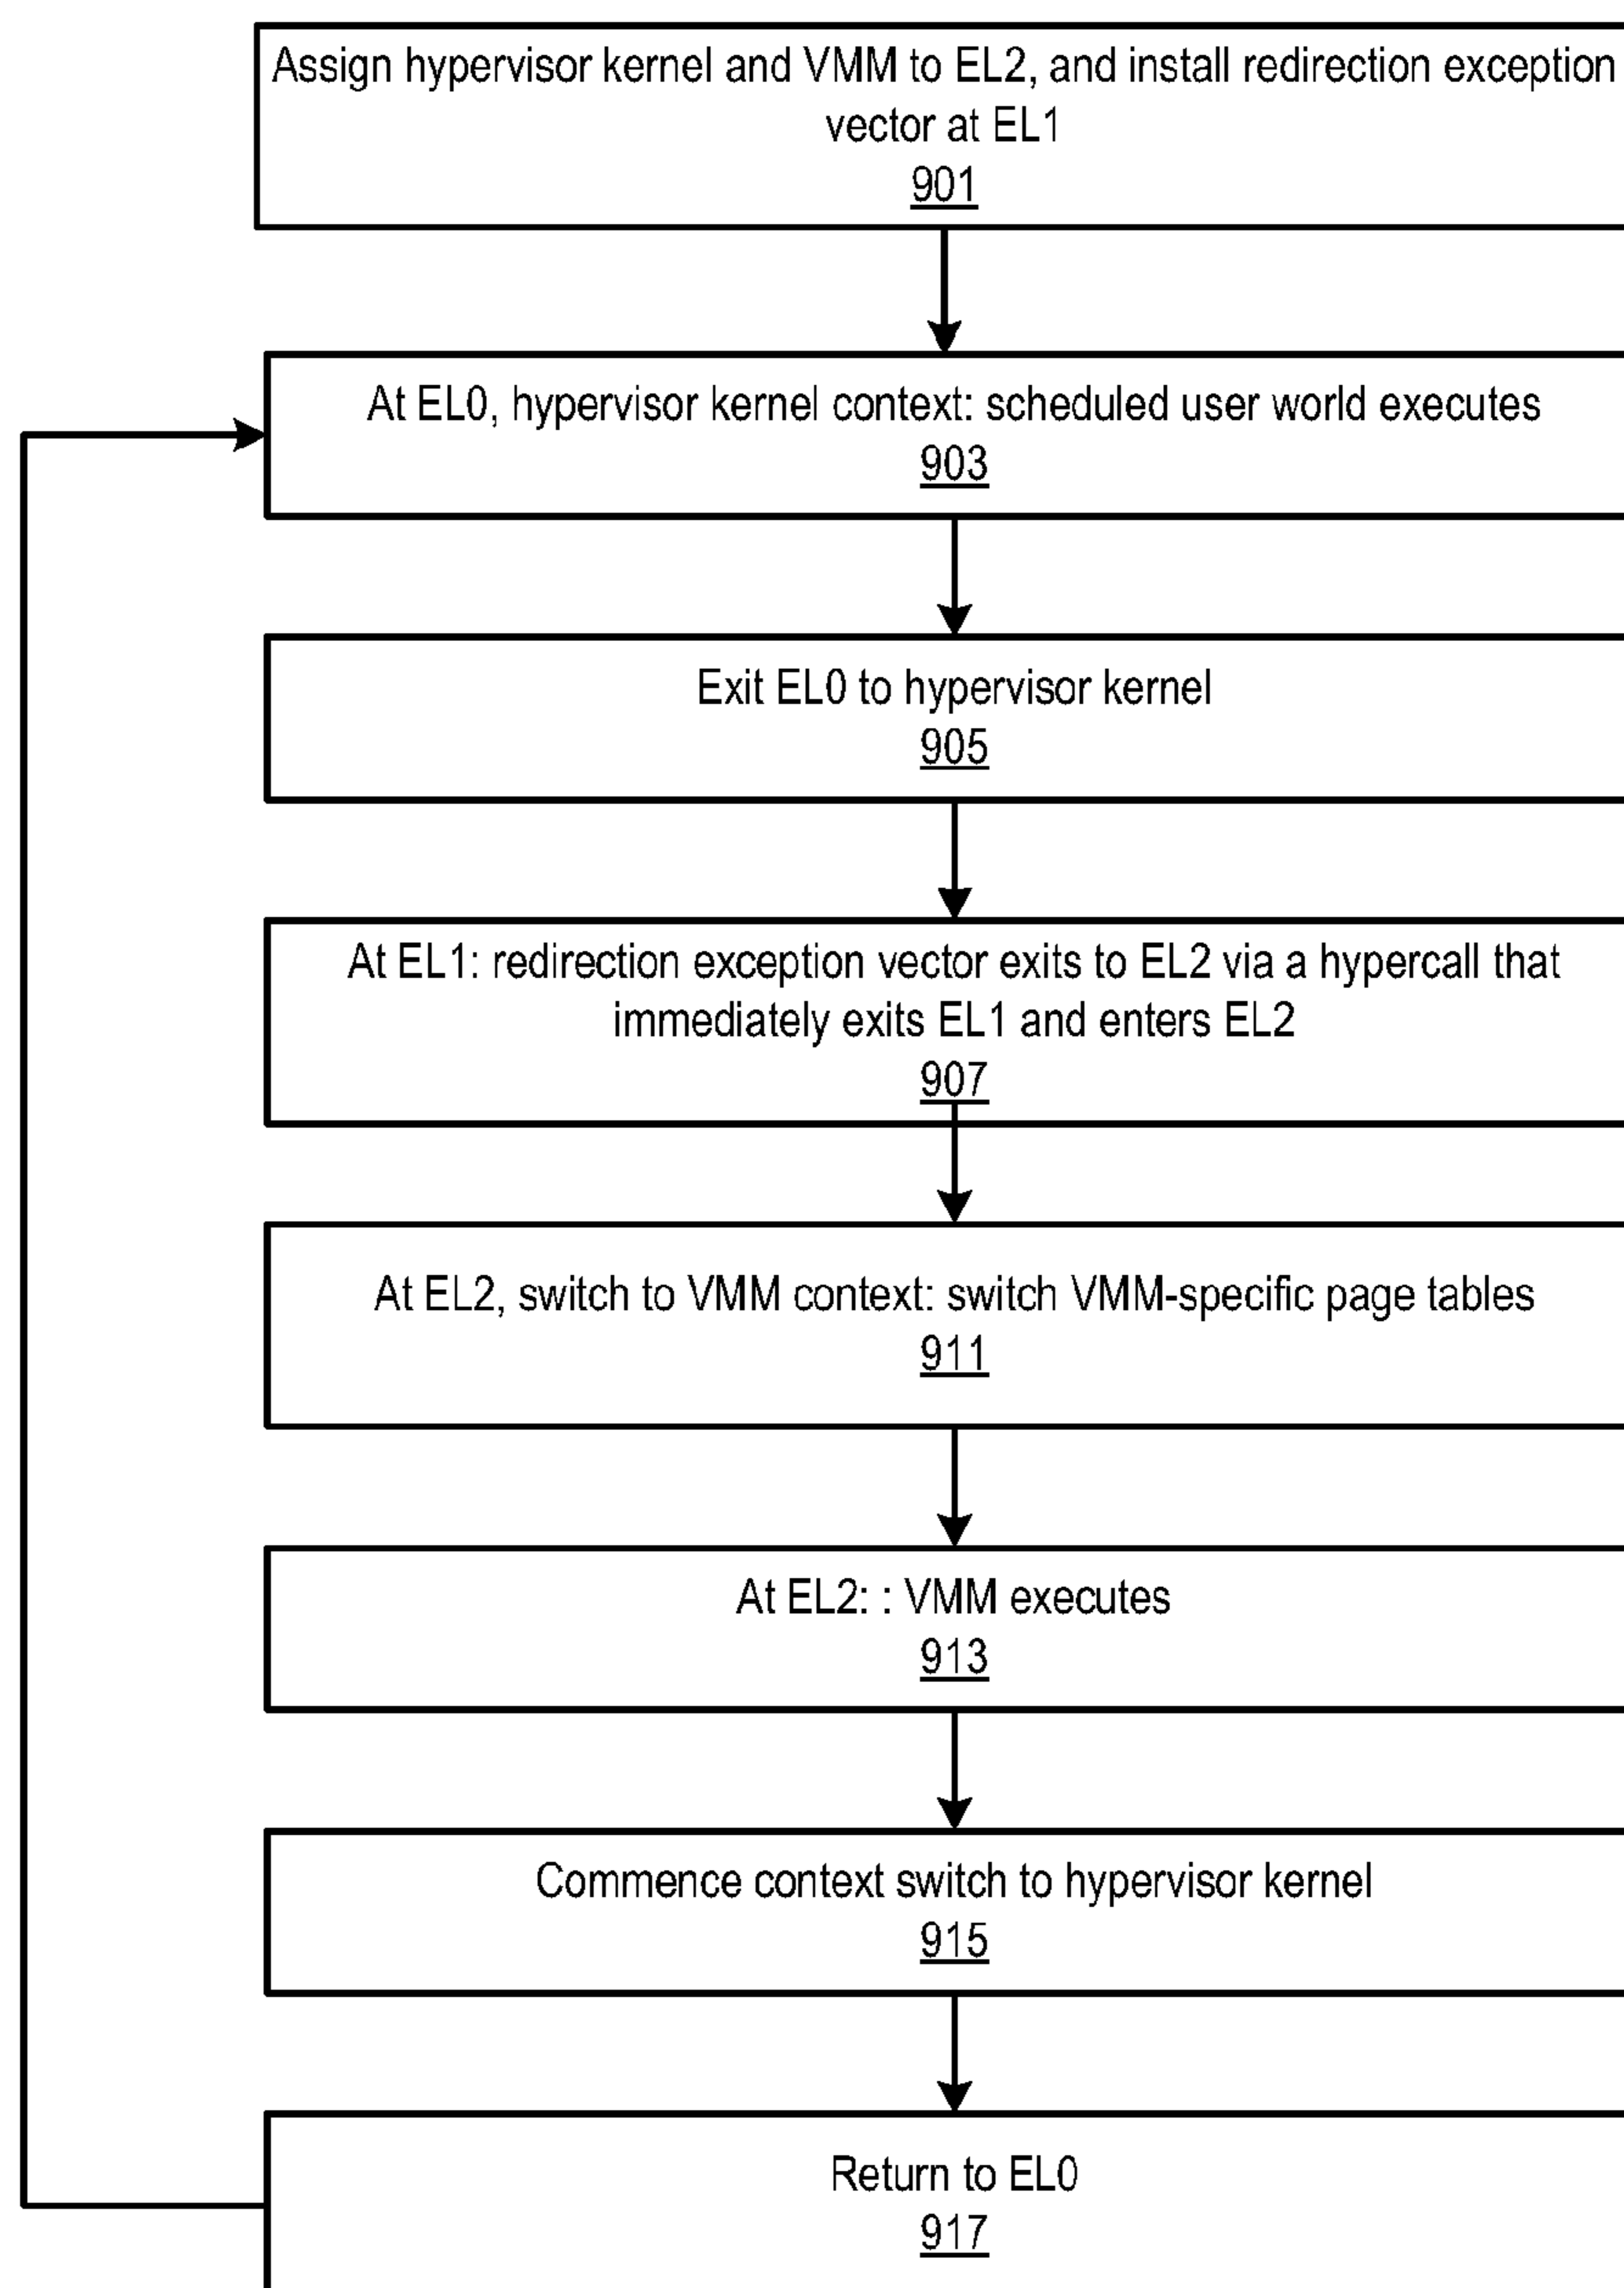 Assign hypervisor kernel and VMM to EL2, and install redirection exception
vector at EL1
901
At EL0, hypervisor kernel context: scheduled user world executes
903
Exit EL0 to hypervisor kernel
905
At EL1: redirection exception vector exits to EL2 via a hypercall that
immediately exits EL1 and enters EL2
907
At EL2, switch to VMM context: switch VMM-specific page tables
911
At EL2: : VMM executes
913
Commence context switch to hypervisor kernel
915
Return to EL0
917